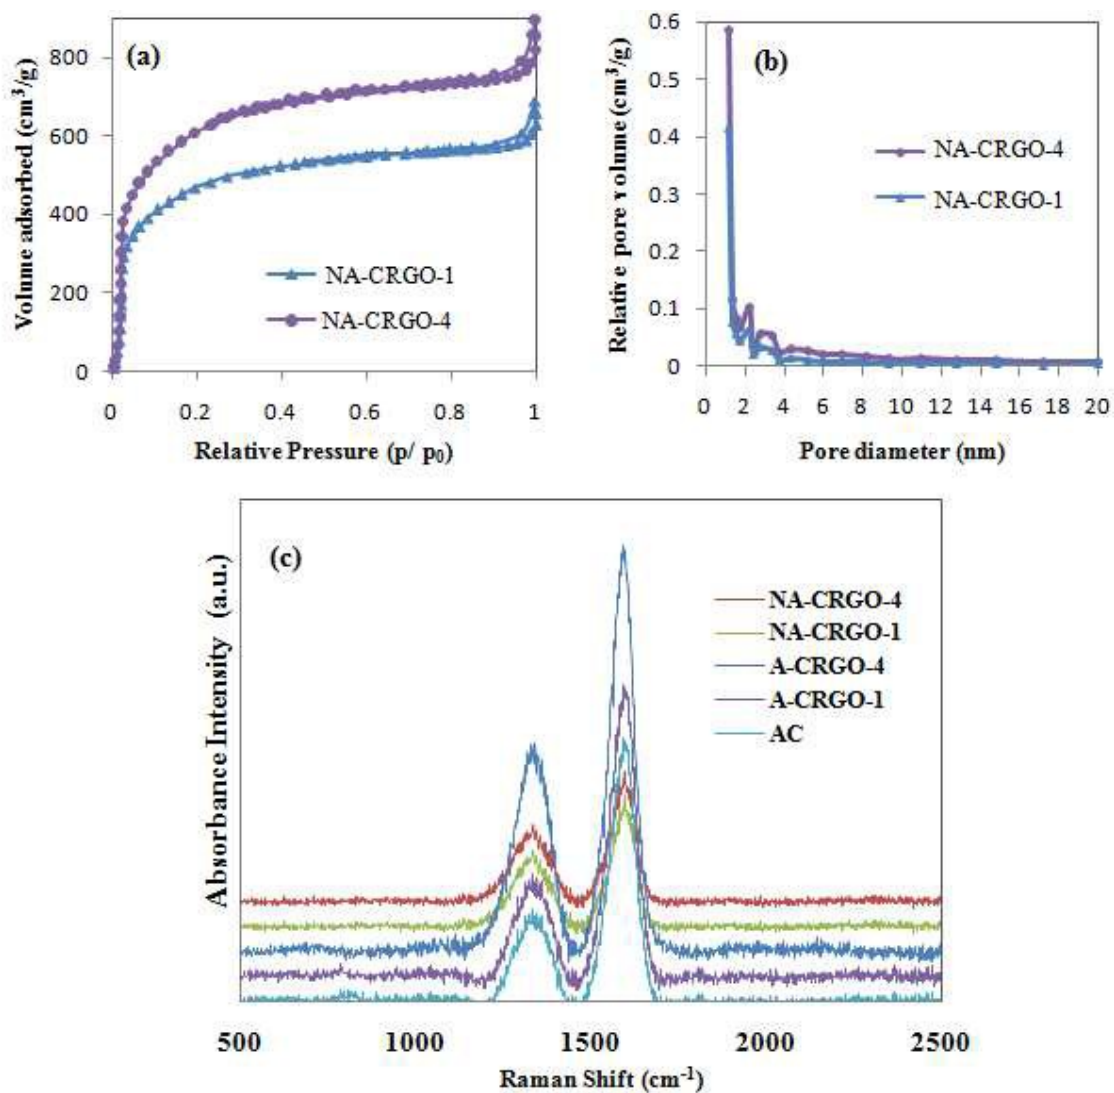 (a)
Volume adsorbed (cm³/g)
800
600
400
200
0
NA-CRGO-1
NA-CRGO-4
0 0.2 0.4 0.6 0.8 1
Relative Pressure (p/ p₀)
(b)
Relative pore volume (cm³/g)
0.6
0.5
0.4
0.3
0.2
0.1
0
NA-CRGO-4
NA-CRGO-1
0 2 4 6 8 10 12 14 16 18 20
Pore diameter (nm)
(c)
Absorbance Intensity (a.u.)
NA-CRGO-4
NA-CRGO-1
A-CRGO-4
A-CRGO-1
AC
500 1000 1500 2000 2500
Raman Shift (cm⁻¹)